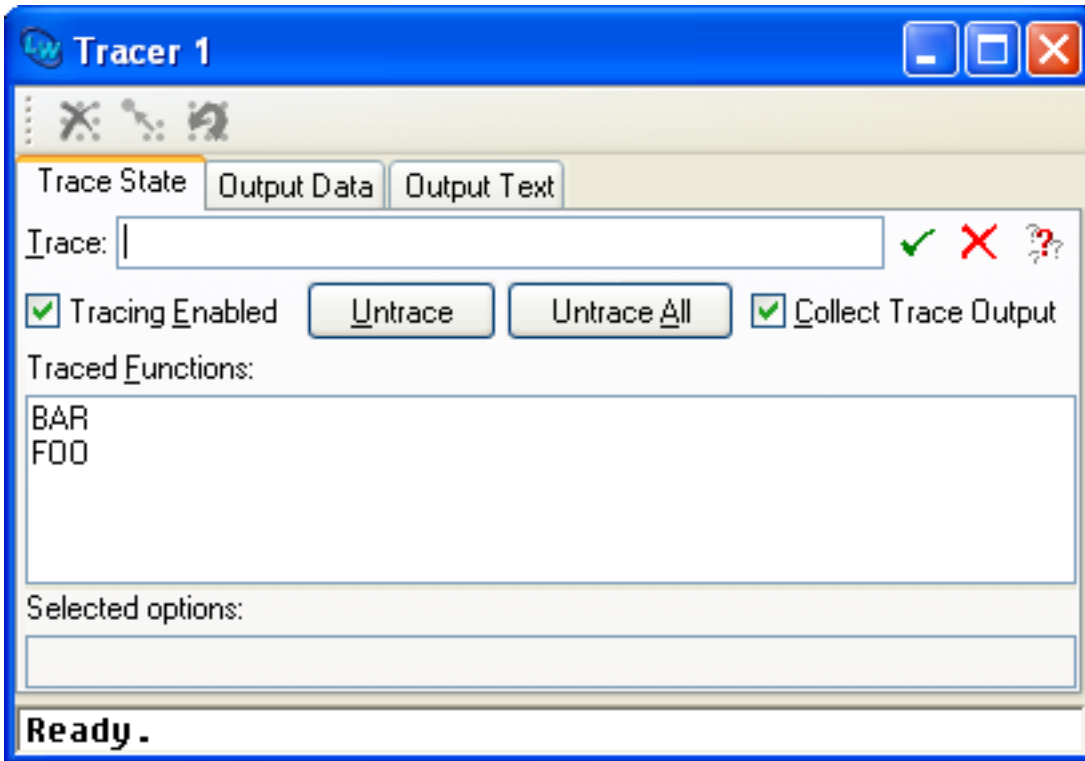 LW Tracer 1
Trace State Output Data Output Text
Trace:
Tracing Enabled Untrace Untrace All Collect Trace Output
Traced Functions:
BAR
FOO
Selected options:
Ready.